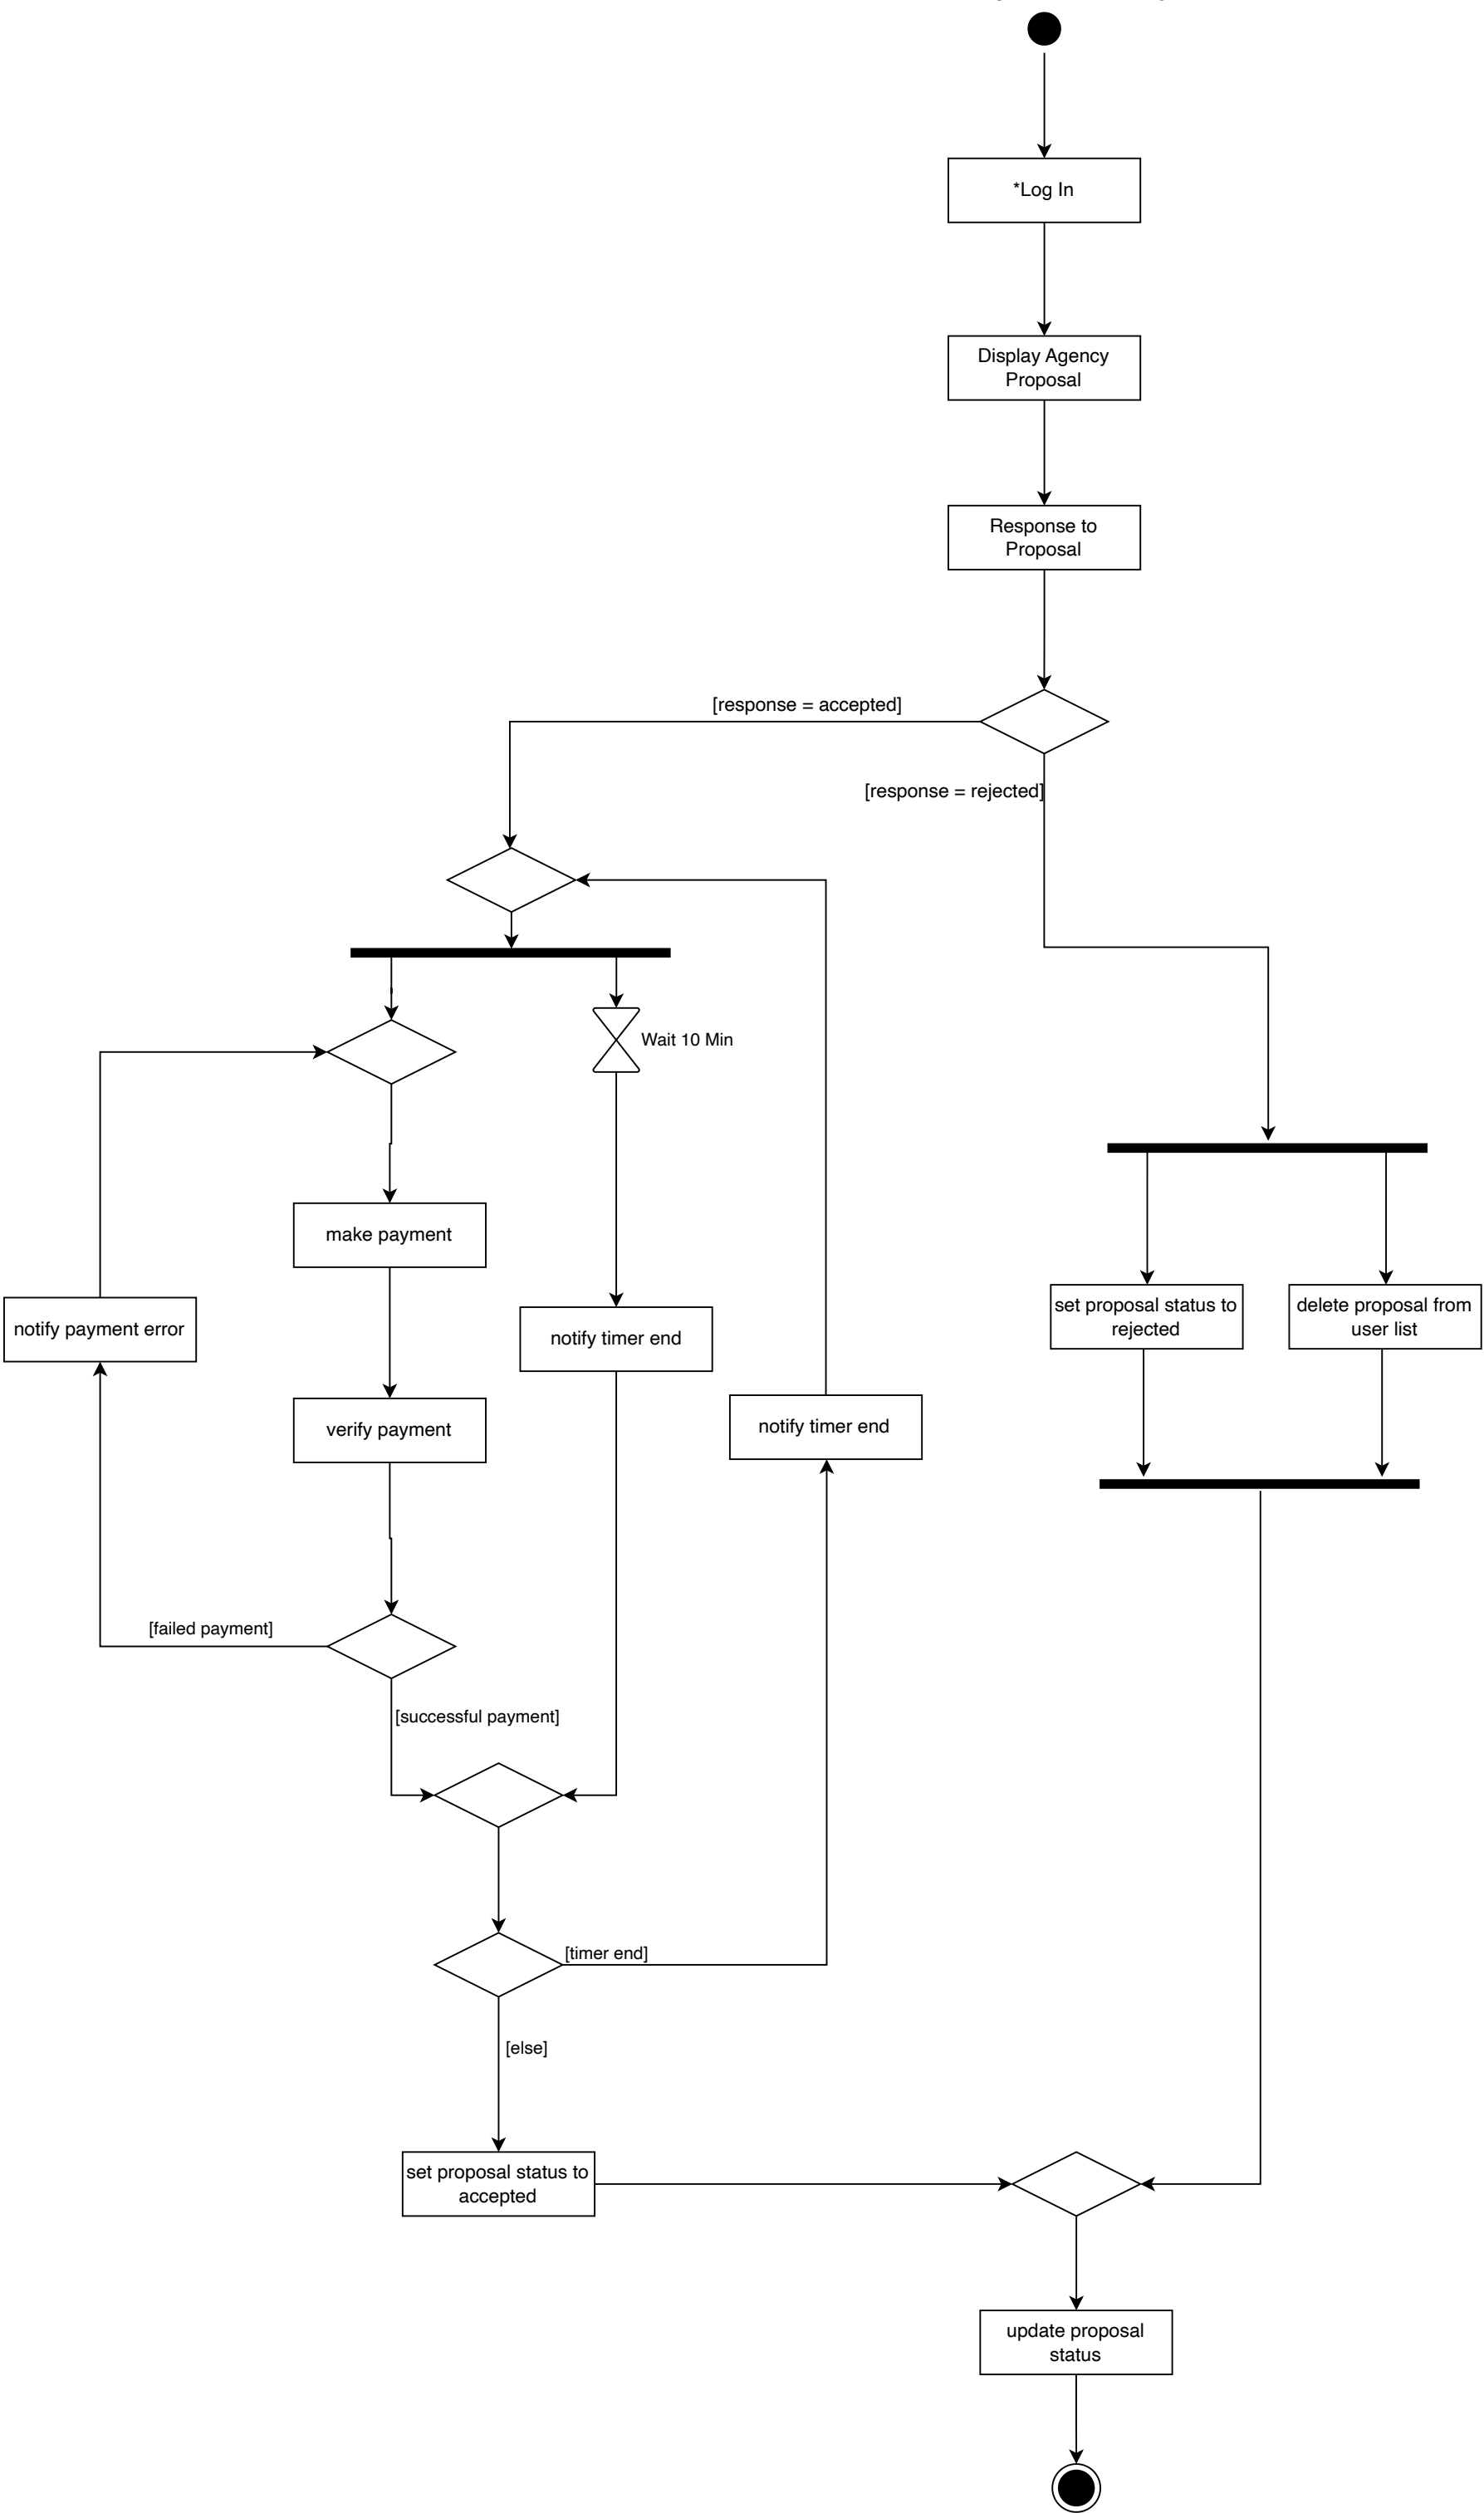 *Log In
Display Agency
Proposal
Response to
Proposal
[response = accepted]
[response = rejected]
Wait 10 Min
make payment
set proposal status to
rejected
delete proposal from
user list
notify payment error
notify timer end
verify payment
notify timer end
[failed payment]
[successful payment]
[timer end]
[else]
set proposal status to
accepted
update proposal
status